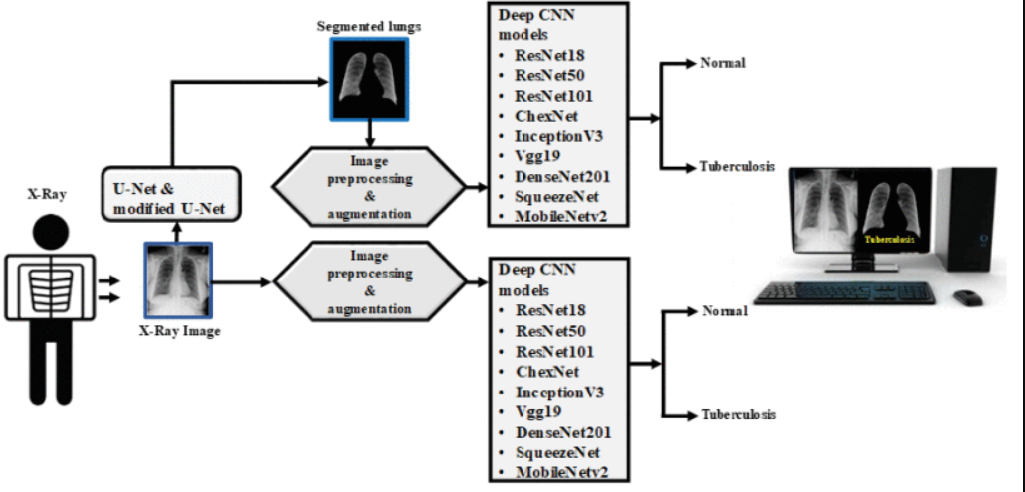 Segmented lungs
Deep CNN
models
• ResNet18
• ResNet50
• ResNet101
• ChexNet
• InceptionV3
• Vgg19
• DenseNet201
• SqueezeNet
• MobileNetv2
Normal
Tuberculosis
Image
preprocessing
&
augmentation
U-Net &
modified U-Net
X-Ray
X-Ray Image
Image
preprocessing
&
augmentation
Deep CNN
models
• ResNet18
• ResNet50
• ResNet101
• ChexNet
• InceptionV3
• Vgg19
• DenseNet201
• SqueezeNet
• MobileNetv2
Normal
Tuberculosis
Tuberculosis